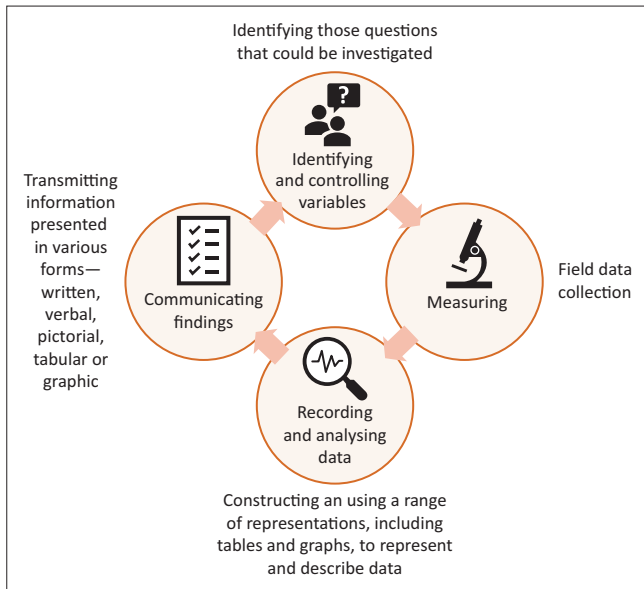 Identifying those questions
that could be investigated
?
Identifying
and controlling
variables
Measuring
Field data
collection
Recording
and analysing
data
Constructing an using a range
of representations, including
tables and graphs, to represent
and describe data
Communicating
findings
Transmitting
information
presented
in various
forms—
written,
verbal,
pictorial,
tabular or
graphic